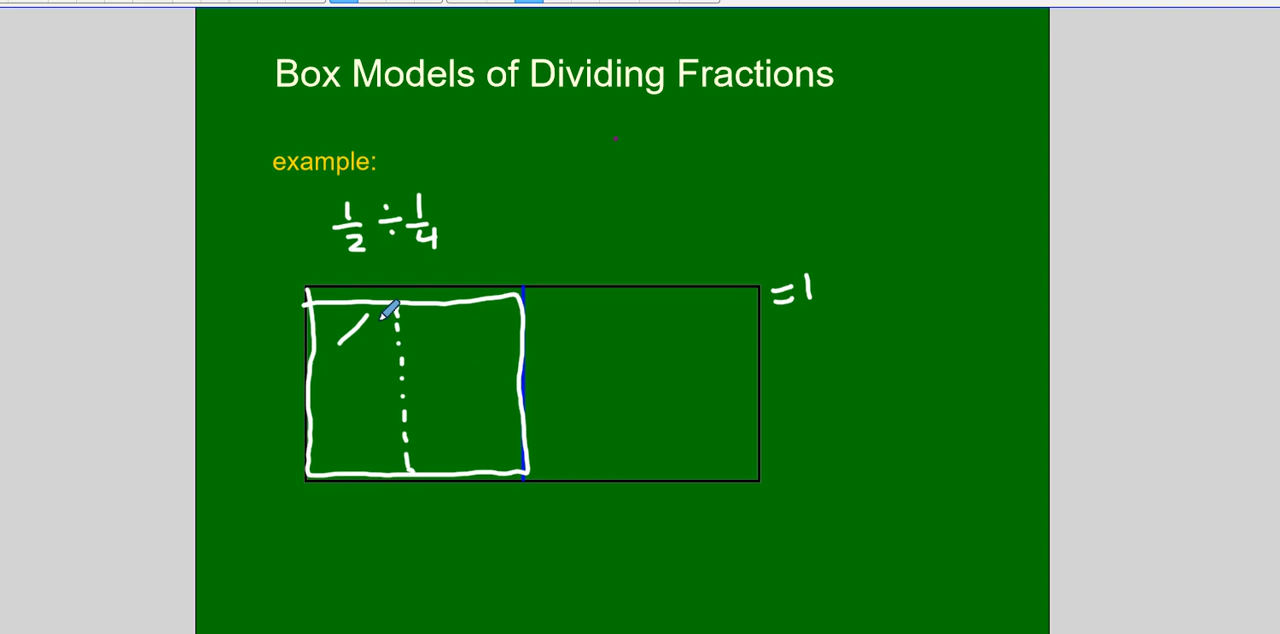 Box Models of Dividing Fractions
example:
1/2 ÷ 1/4
=1